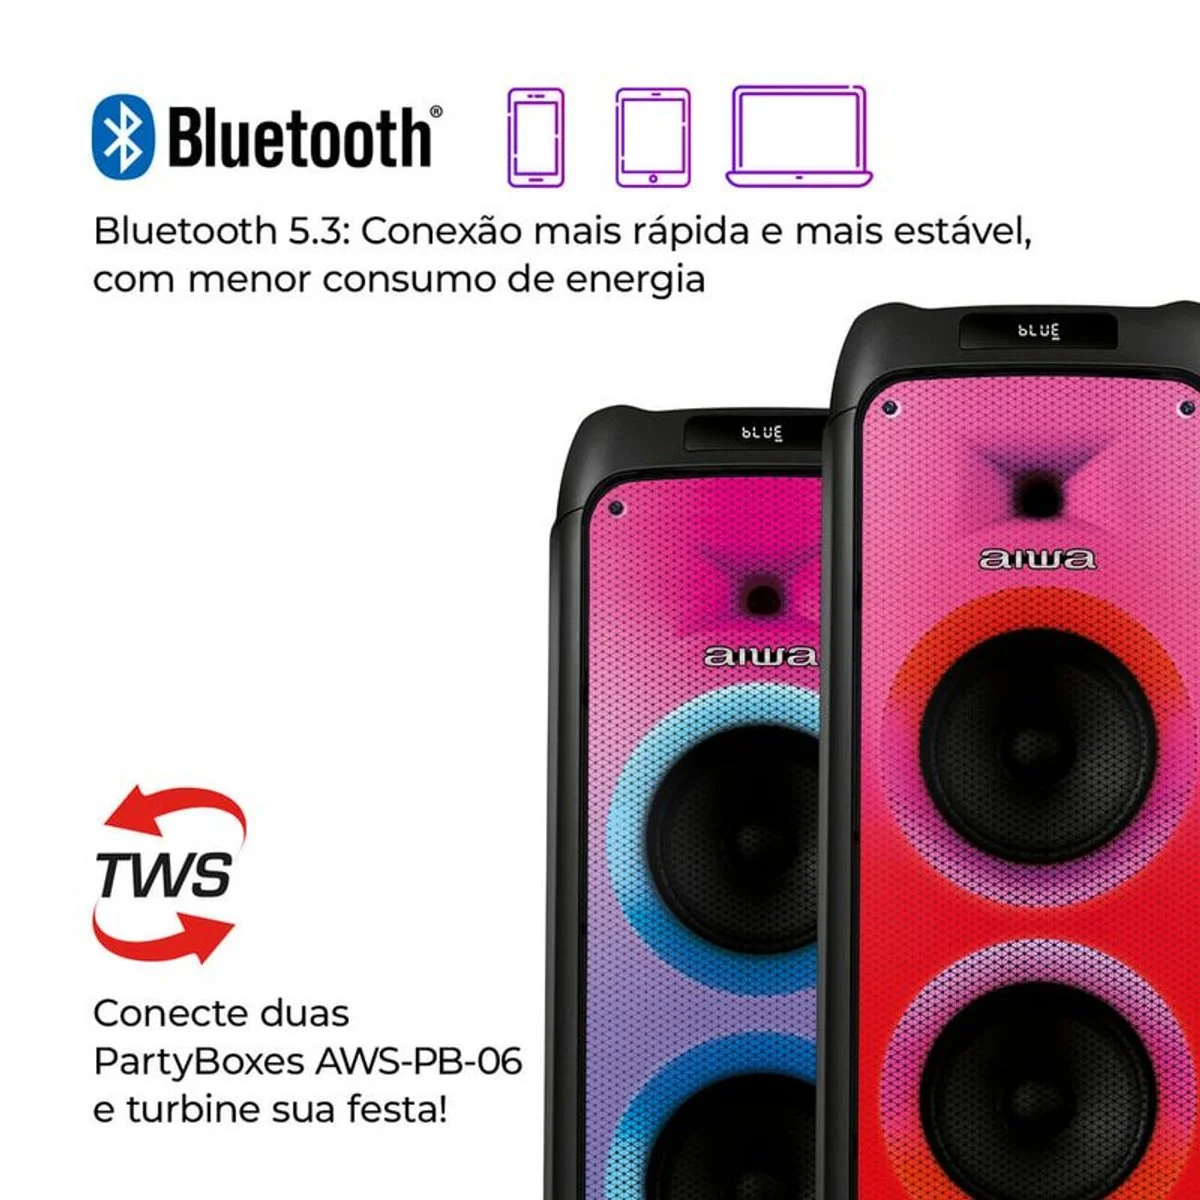 Bluetooth®
Bluetooth 5.3: Conexão mais rápida e mais estável,
com menor consumo de energia
bLUE
bLUE
aiwa
aiwa
TWS
Conecte duas
PartyBoxes AWS-PB-06
e turbine sua festa!